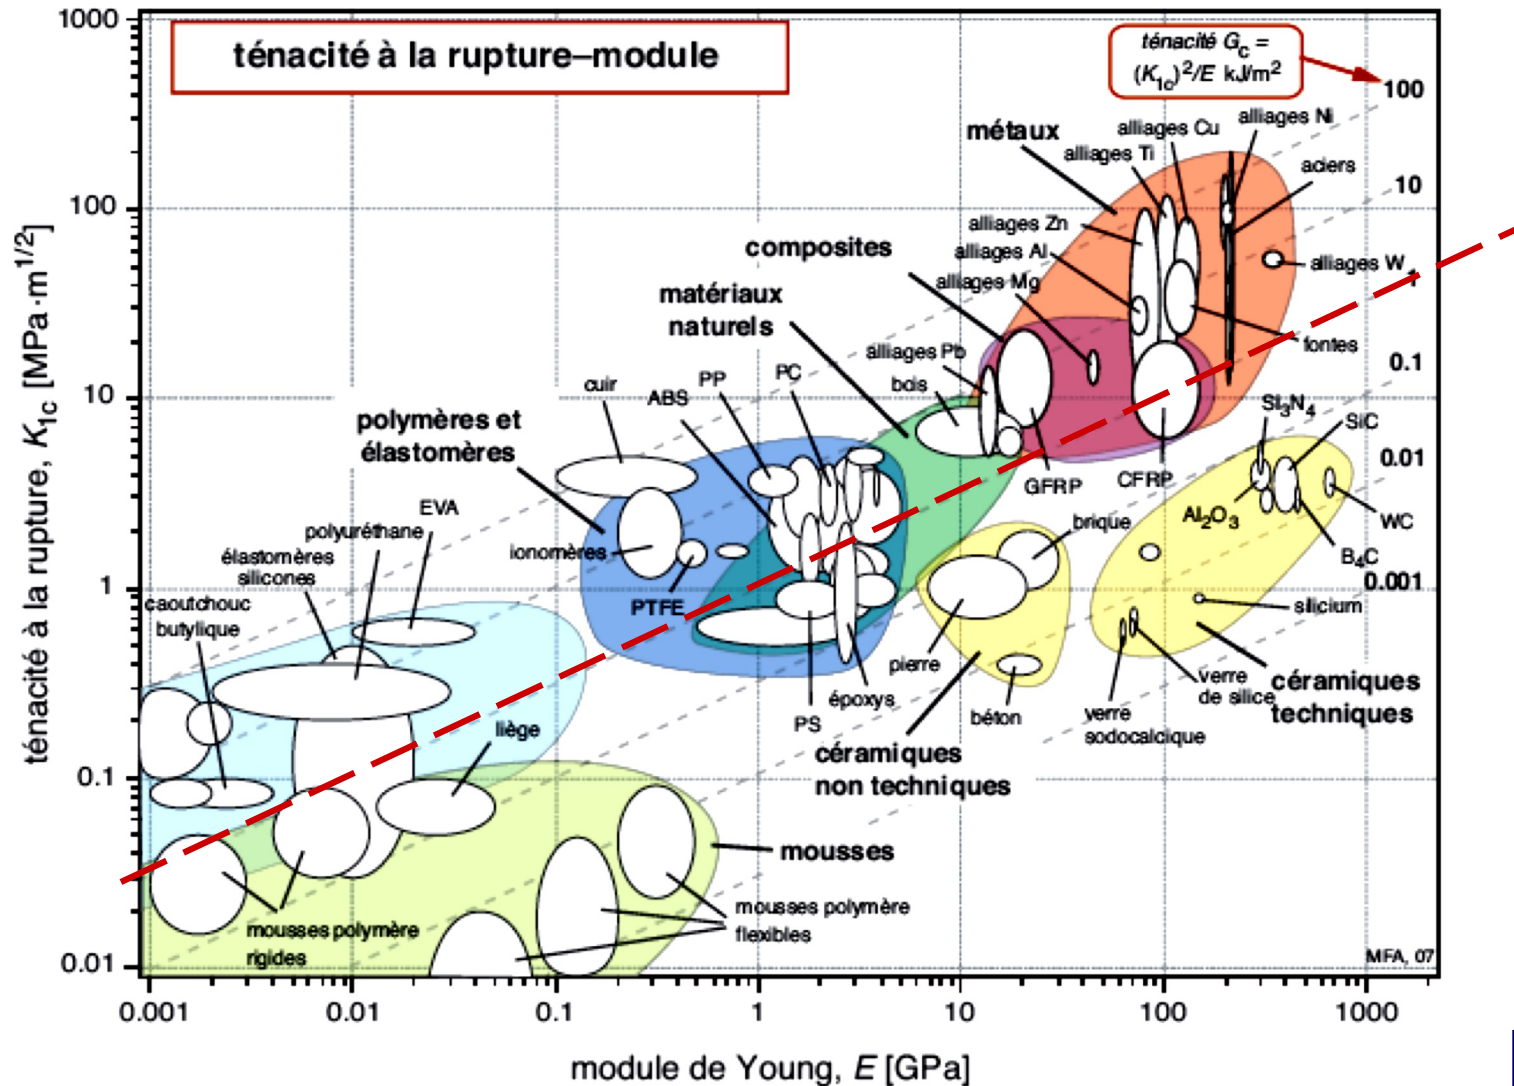 ténacité à la rupture–module
ténacité G_c =
(K_1c)²/E kJ/m²
1000
100
10
1
0.1
0.01
ténacité à la rupture, K_1c [MPa·m^1/2]
100
10
1
0.1
0.01
0.001
métaux
alliages Cu
alliages Ni
alliages Ti
aciers
alliages Zn
alliages Al
alliages Mg
alliages W
composites
matériaux
naturels
alliages Pb
bois
fontes
cuir
ABS
PP
PC
polymères et
élastomères
EVA
polyuréthane
élastomères
silicones
caoutchouc
butylique
ionomères
PTFE
GFRP
CFRP
Si₃N₄
SiC
Al₂O₃
WC
B₄C
brique
silicium
pierre
béton
verre
sodocalcique
verre
de silice
céramiques
techniques
PS
époxys
céramiques
non techniques
liège
mousses
mousses polymère
rigides
mousses polymère
flexibles
MFA, 07
0.001
0.01
0.1
1
10
100
1000
module de Young, E [GPa]